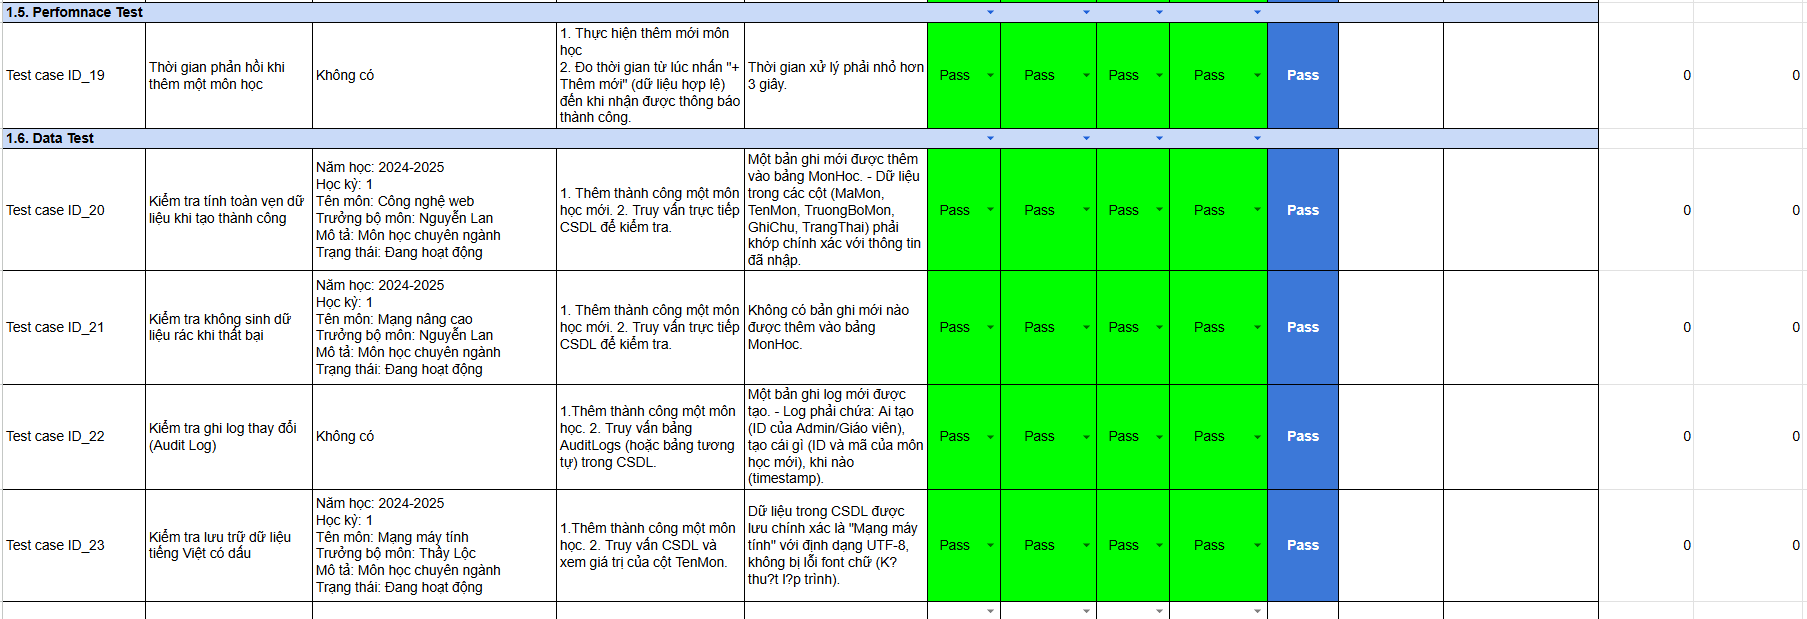 1.5. Perfomnace Test
Test case ID_19
Thời gian phản hồi khi
thêm một môn học
Không có
1. Thực hiện thêm mới môn
học
2. Đo thời gian từ lúc nhấn "+
Thêm mới" (dữ liệu hợp lệ)
đến khi nhận được thông báo
thành công.
Thời gian xử lý phải nhỏ hơn
3 giây.
Pass
Pass
Pass
Pass
Pass
0
0
1.6. Data Test
Test case ID_20
Kiểm tra tính toàn vẹn dữ
liệu khi tạo thành công
Năm học: 2024-2025
Học kỳ: 1
Tên môn: Công nghệ web
Trưởng bộ môn: Nguyễn Lan
Mô tả: Môn học chuyên ngành
Trạng thái: Đang hoạt động
1. Thêm thành công một môn
học mới. 2. Truy vấn trực tiếp
CSDL để kiểm tra.
Một bản ghi mới được thêm
vào bảng MonHoc. - Dữ liệu
trong các cột (MaMon,
TenMon, TruongBoMon,
GhiChu, TrangThai) phải
khớp chính xác với thông tin
đã nhập.
Pass
Pass
Pass
Pass
Pass
0
0
Test case ID_21
Kiểm tra không sinh dữ
liệu rác khi thất bại
Năm học: 2024-2025
Học kỳ: 1
Tên môn: Mạng nâng cao
Trưởng bộ môn: Nguyễn Lan
Mô tả: Môn học chuyên ngành
Trạng thái: Đang hoạt động
1. Thêm thành công một môn
học mới. 2. Truy vấn trực tiếp
CSDL để kiểm tra.
Không có bản ghi mới nào
được thêm vào bảng
MonHoc.
Pass
Pass
Pass
Pass
Pass
0
0
Test case ID_22
Kiểm tra ghi log thay đổi
(Audit Log)
Không có
1.Thêm thành công một môn
học. 2. Truy vấn bảng
AuditLogs (hoặc bảng tương
tự) trong CSDL.
Một bản ghi log mới được
tạo. - Log phải chứa: Ai tạo
(ID của Admin/Giáo viên),
tạo cái gì (ID và mã của môn
học mới), khi nào
(timestamp).
Pass
Pass
Pass
Pass
Pass
0
0
Test case ID_23
Kiểm tra lưu trữ dữ liệu
tiếng Việt có dấu
Năm học: 2024-2025
Học kỳ: 1
Tên môn: Mạng máy tính
Trưởng bộ môn: Thầy Lộc
Mô tả: Môn học chuyên ngành
Trạng thái: Đang hoạt động
1.Thêm thành công một môn
học. 2. Truy vấn CSDL và
xem giá trị của cột TenMon.
Dữ liệu trong CSDL được
lưu chính xác là "Mạng máy
tính" với định dạng UTF-8,
không bị lỗi font chữ (K?
thu?t l?p trình).
Pass
Pass
Pass
Pass
Pass
0
0